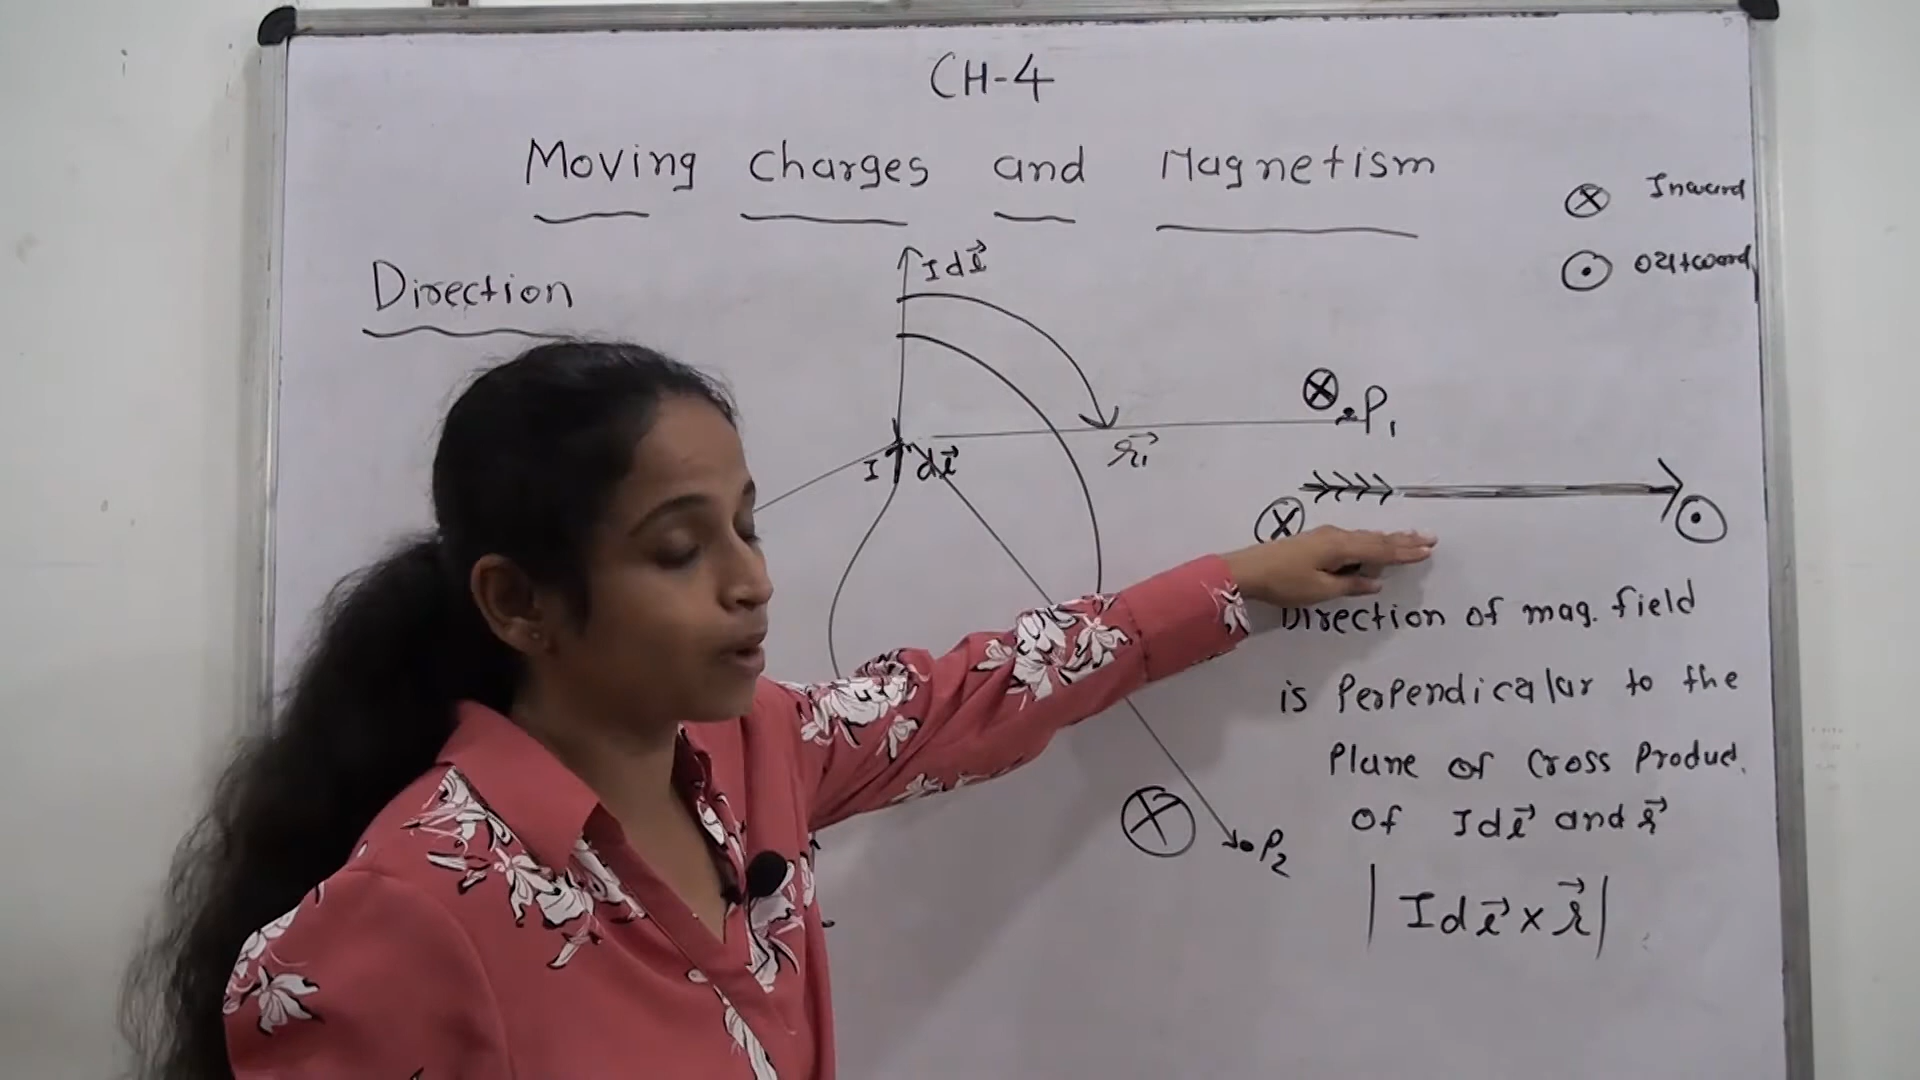 CH-4
Moving charges and Magnetism
⊗ Inward
⊙ outward
Direction
Idl⃗
⊗
P₁
I dl⃗
r₁⃗
⊗ ⊙
Direction of mag. field
is Perpendicular to the
Plane of Cross Product.
of Idl⃗ and r⃗
⊗ P₂
|Idl⃗ × r⃗|